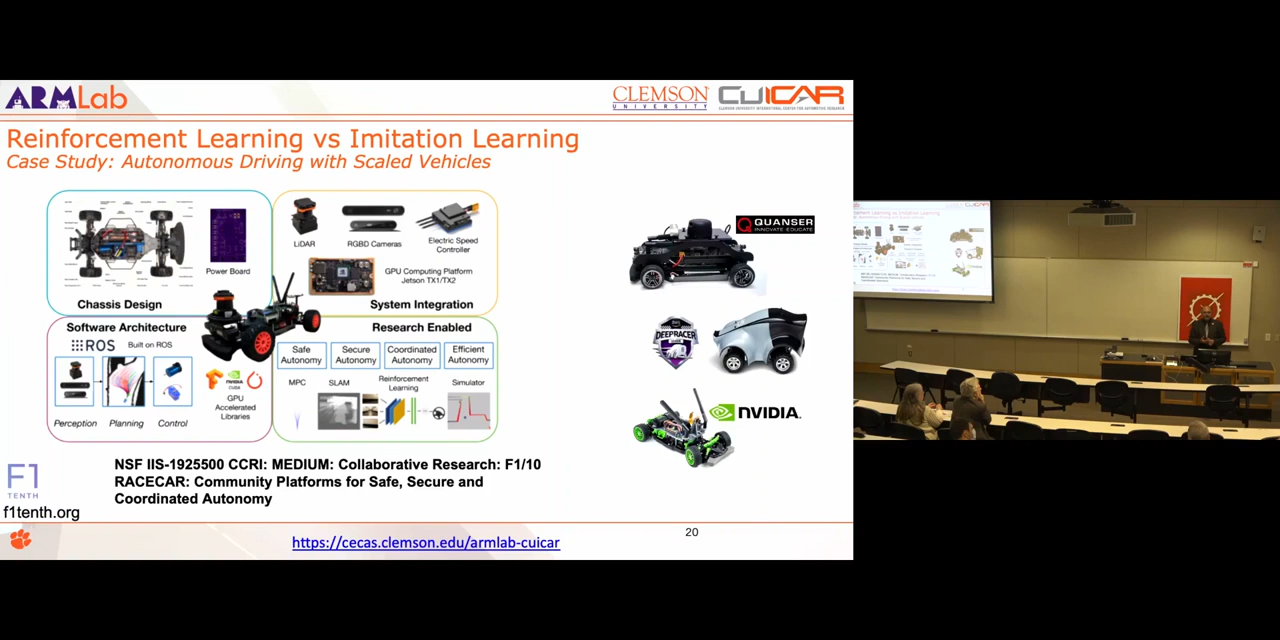 ARMLab
CLEMSON
UNIVERSITY
CUICAR
CLEMSON UNIVERSITY INTERNATIONAL CENTER FOR AUTOMOTIVE RESEARCH
Reinforcement Learning vs Imitation Learning
Case Study: Autonomous Driving with Scaled Vehicles
Power Board
Chassis Design
LiDAR
RGBD Cameras
Electric Speed
Controller
GPU Computing Platform
Jetson TX1/TX2
System Integration
Software Architecture
ROS
Built on ROS
NVIDIA
GPU
Accelerated
Libraries
Perception
Planning
Control
Research Enabled
Safe
Autonomy
Secure
Autonomy
Coordinated
Autonomy
Efficient
Autonomy
MPC
SLAM
Reinforcement
Learning
Simulator
QUANSER
INNOVATE·EDUCATE
DEEPRACER
NVIDIA.
F1
TENTH
f1tenth.org
NSF IIS-1925500 CCRI: MEDIUM: Collaborative Research: F1/10
RACECAR: Community Platforms for Safe, Secure and
Coordinated Autonomy
20
https://cecas.clemson.edu/armlab-cuicar